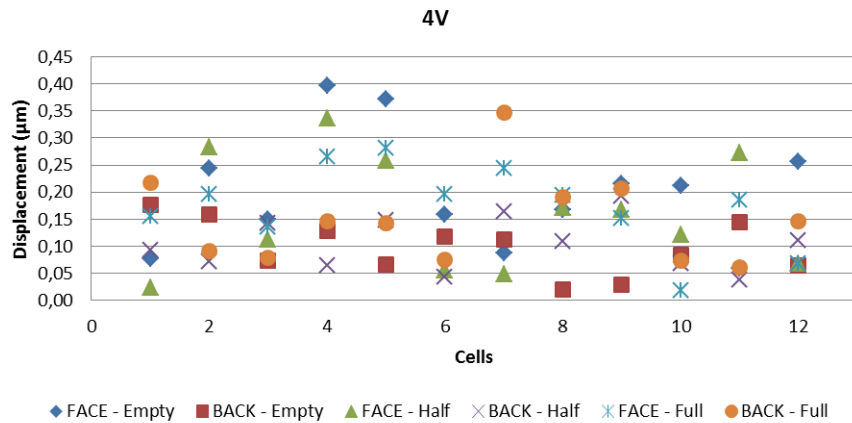 4V
0,45
0,40
0,35
0,30
0,25
0,20
0,15
0,10
0,05
0,00
Displacement (µm)
0 2 4 6 8 10 12
Cells
FACE - Empty BACK - Empty FACE - Half BACK - Half FACE - Full BACK - Full